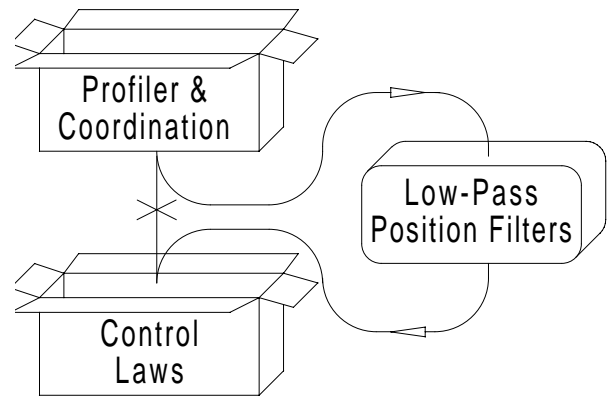 Profiler &
Coordination
Low-Pass
Position Filters
Control
Laws